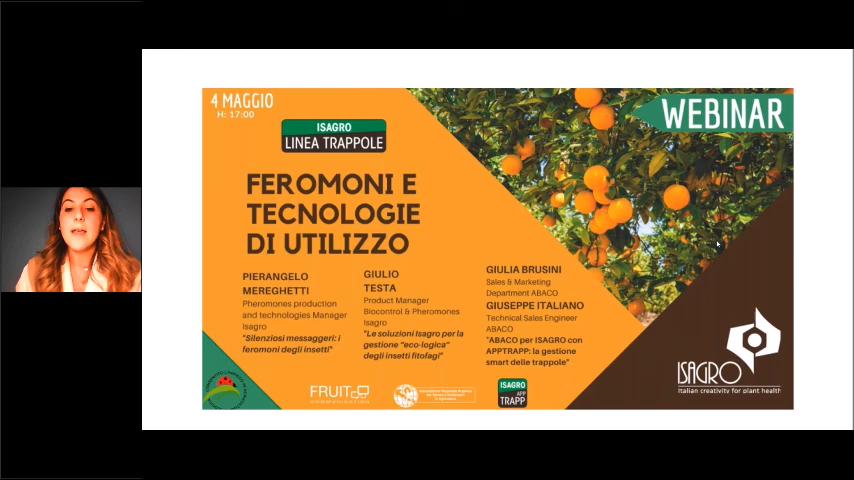 4 MAGGIO
H: 17:00
WEBINAR
ISAGRO
LINEA TRAPPOLE
FEROMONI E
TECNOLOGIE
DI UTILIZZO
PIERANGELO
MEREGHETTI
Pheromones production
and technologies Manager
Isagro
"Silenziosi messaggeri: i
feromoni degli insetti"
GIULIO
TESTA
Product Manager
Biocontrol & Pheromones
Isagro
"Le soluzioni Isagro per la
gestione "eco-logica"
degli insetti fitofagi"
GIULIA BRUSINI
Sales & Marketing
Department ABACO
GIUSEPPE ITALIANO
Technical Sales Engineer
ABACO
"ABACO per ISAGRO con
APPTRAPP: la gestione
smart delle trappole"
FRUIT
COMMUNICATION
ISAGRO
APP
TRAPP
ISAGRO
Italian creativity for plant health